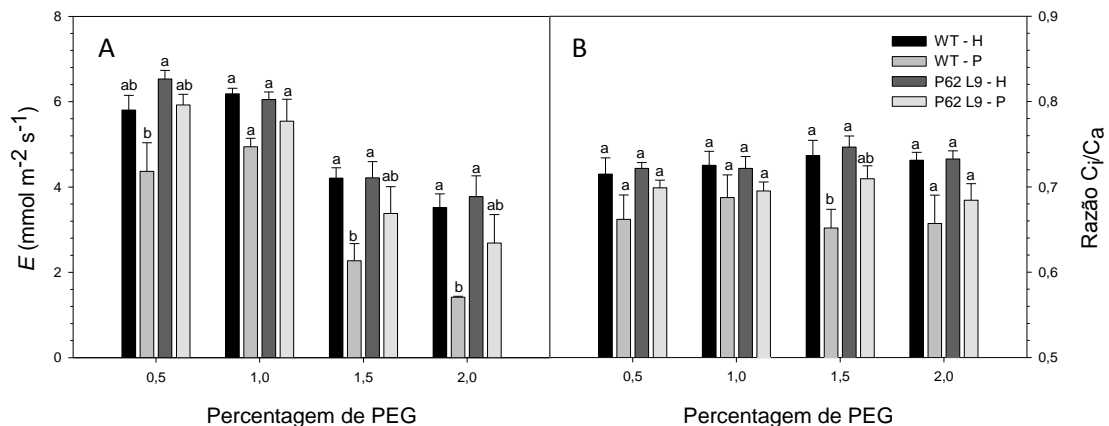 A
B
E (mmol m-2 s-1)
8
6
4
2
0
ab
b
a
ab
a
a
a
a
a
b
a
ab
a
b
a
ab
0,5
1,0
1,5
2,0
Percentagem de PEG
WT - H
WT - P
P62 L9 - H
P62 L9 - P
a
a
a
a
a
a
a
a
a
b
a
ab
a
a
a
a
0,5
1,0
1,5
2,0
Percentagem de PEG
0,9
0,8
0,7
0,6
0,5
Razão Ci/Ca